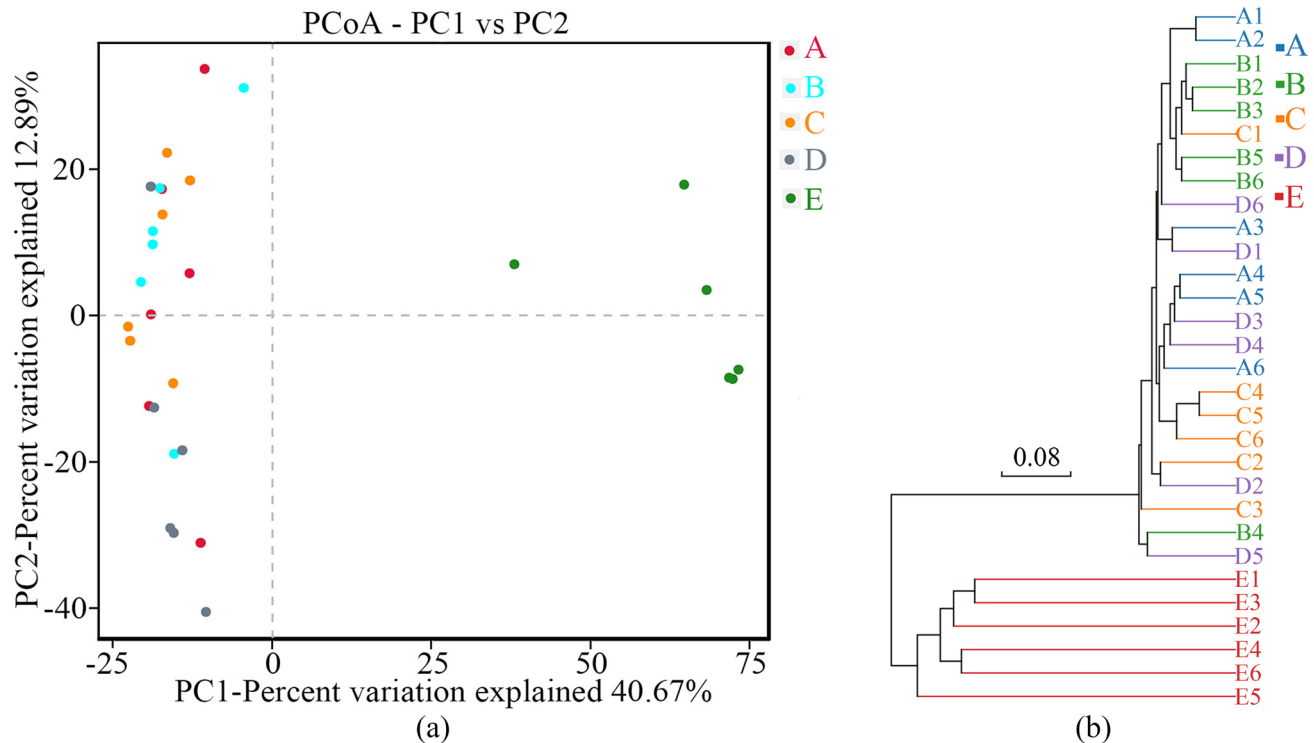 PCoA - PC1 vs PC2
PC2-Percent variation explained 12.89%
20
0
-20
-40
-25
0
25
50
75
PC1-Percent variation explained 40.67%
A
B
C
D
E
(a)
0.08
A1
A2
B1
B2
B3
C1
B5
B6
D6
A3
D1
A4
A5
D3
D4
A6
C4
C5
C6
C2
D2
C3
B4
D5
E1
E3
E2
E4
E6
E5
A
B
C
D
E
(b)